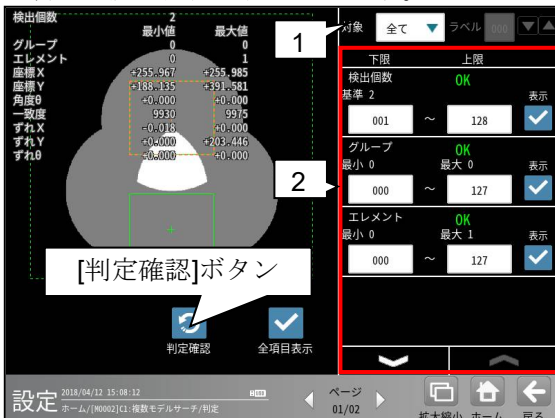 検出個数 2
最小値 最大値
グループ 0 0
エレメント 0 1
座標X +255.967 +255.985
座標Y +188.135 +391.581
角度θ +0.000 +0.000
一致度 9930 9975
ずれX -0.018 +0.000
ずれY +0.000 +203.446
ずれθ +0.000 +0.000
[判定確認]ボタン
判定確認 全項目表示
1
対象 全て ラベル 000
2
下限 上限
検出個数 OK
基準 2 表示
001 ~ 128
グループ OK
最小 0 最大 0 表示
000 ~ 127
エレメント OK
最小 0 最大 1 表示
000 ~ 127
設定 2018/04/12 15:08:12
ホーム/[M0002]C1:複数モデルサーチ/判定
ページ
01/02
拡大縮小 ホーム 戻る